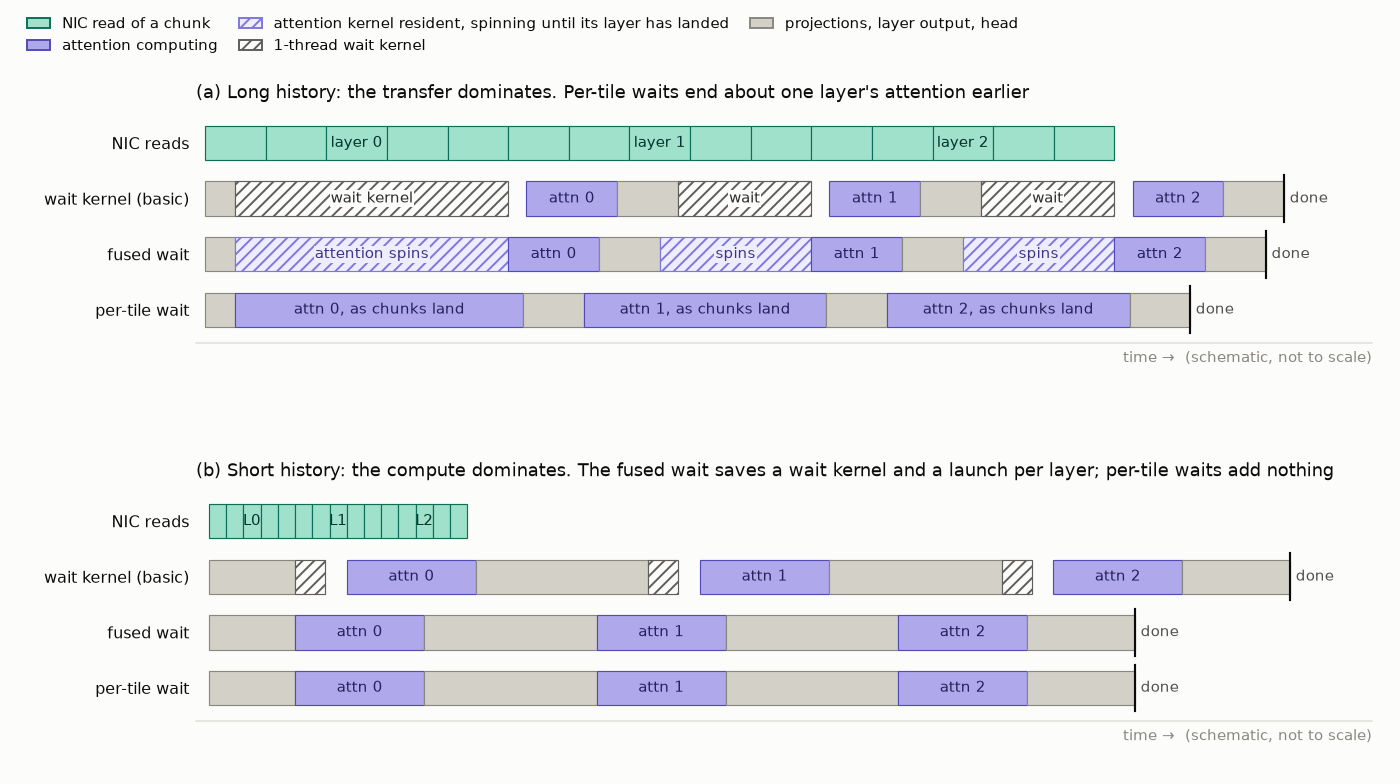 NIC read of a chunk
attention kernel resident, spinning until its layer has landed
projections, layer output, head
attention computing
1-thread wait kernel
(a) Long history: the transfer dominates. Per-tile waits end about one layer's attention earlier
NIC reads
layer 0
layer 1
layer 2
wait kernel (basic)
wait kernel
attn 0
wait
attn 1
wait
attn 2
done
fused wait
attention spins
attn 0
spins
attn 1
spins
attn 2
done
per-tile wait
attn 0, as chunks land
attn 1, as chunks land
attn 2, as chunks land
done
time → (schematic, not to scale)
(b) Short history: the compute dominates. The fused wait saves a wait kernel and a launch per layer; per-tile waits add nothing
NIC reads
L0
L1
L2
wait kernel (basic)
attn 0
attn 1
attn 2
done
fused wait
attn 0
attn 1
attn 2
done
per-tile wait
attn 0
attn 1
attn 2
done
time → (schematic, not to scale)